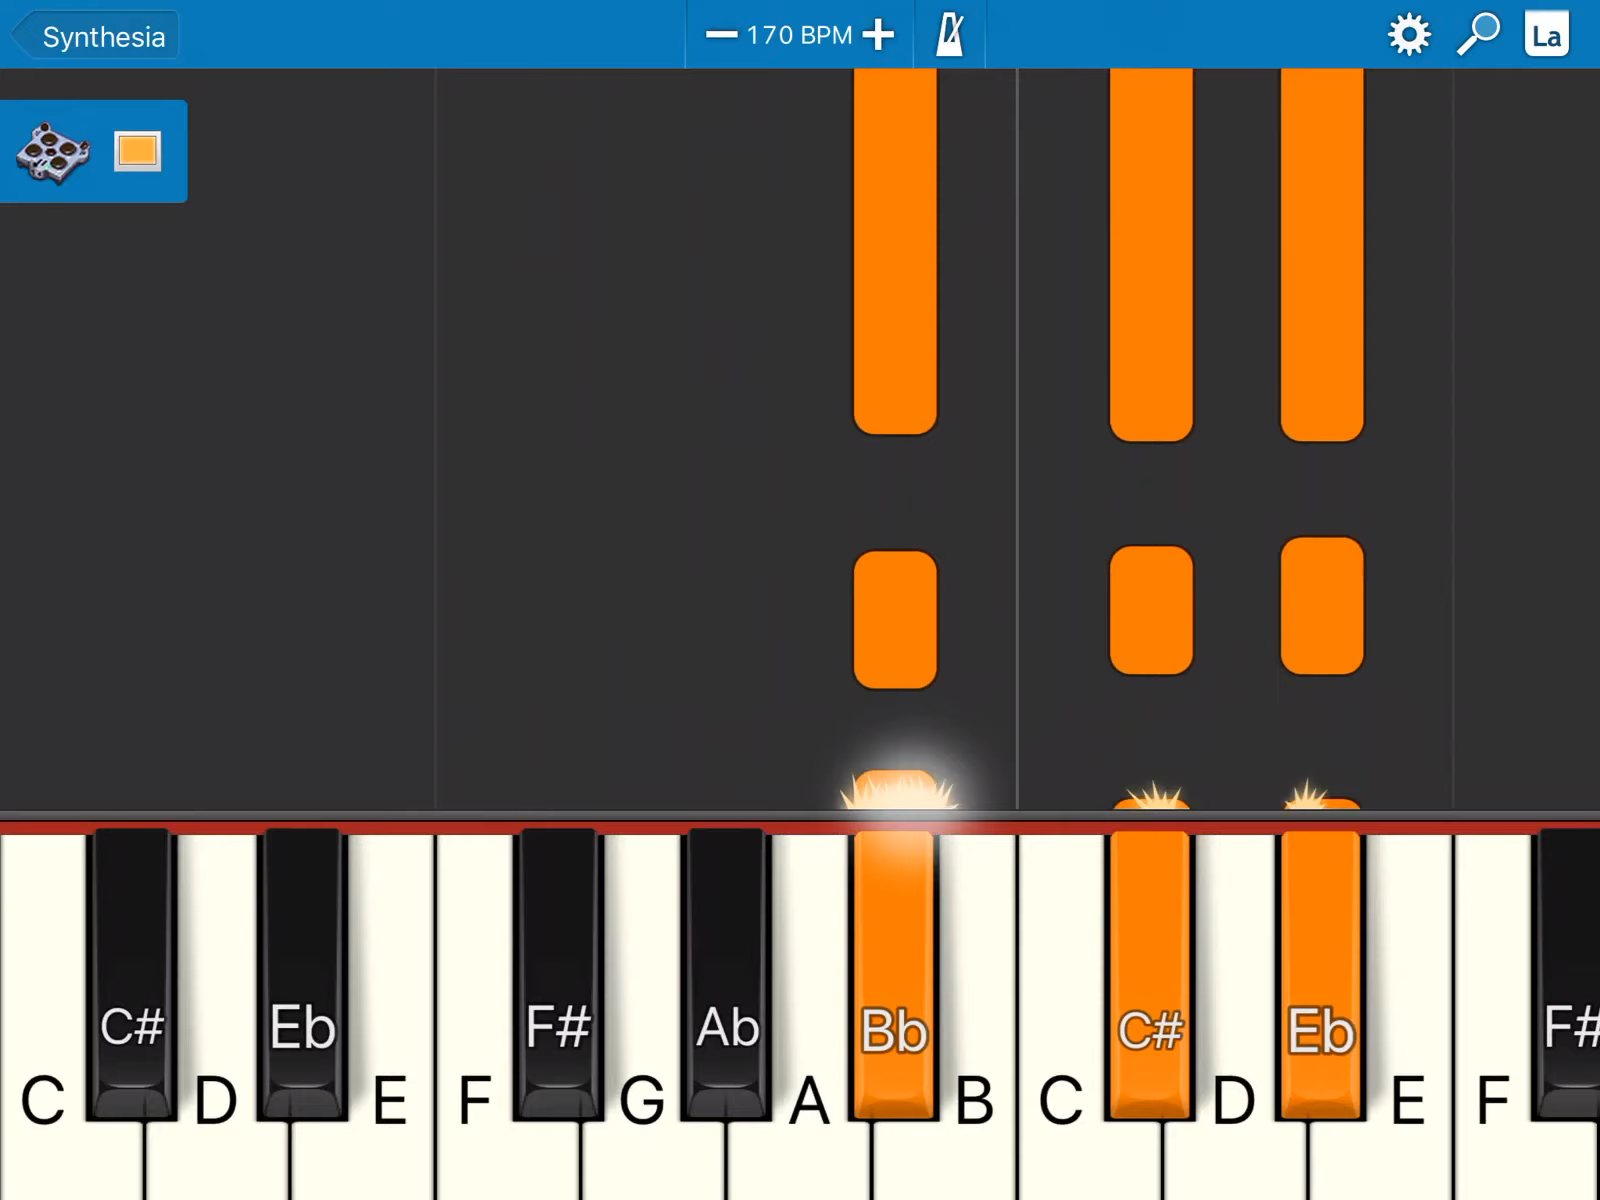 Synthesia
170 BPM
La
C# Eb F# Ab Bb C# Eb F#
C D E F G A B C D E F